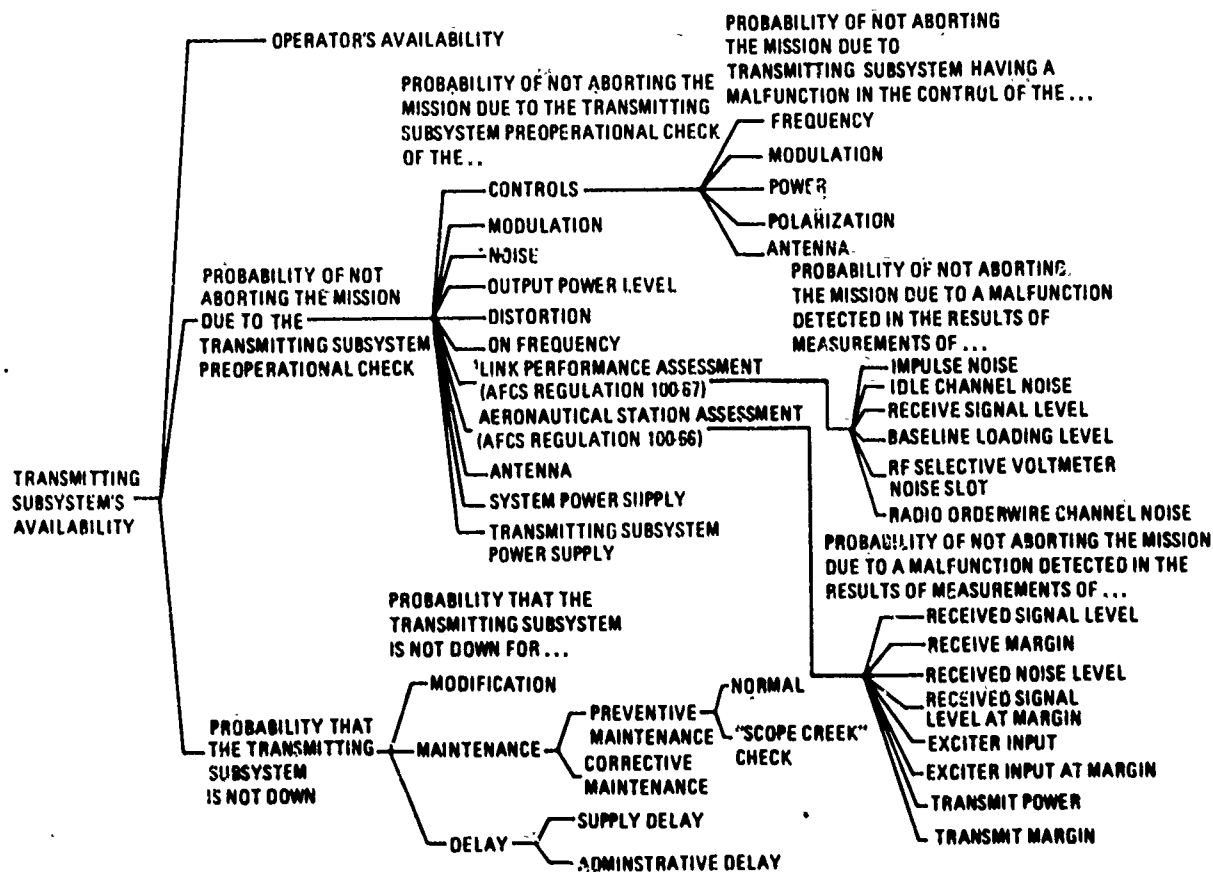 OPERATOR'S AVAILABILITY
PROBABILITY OF NOT ABORTING
THE MISSION DUE TO
TRANSMITTING SUBSYSTEM HAVING A
MALFUNCTION IN THE CONTROL OF THE ...
FREQUENCY
MODULATION
POWER
POLARIZATION
ANTENNA
PROBABILITY OF NOT ABORTING THE
MISSION DUE TO THE TRANSMITTING
SUBSYSTEM PREOPERATIONAL CHECK
OF THE ..
CONTROLS
MODULATION
NOISE
OUTPUT POWER LEVEL
DISTORTION
ON FREQUENCY
LINK PERFORMANCE ASSESSMENT
(AFCS REGULATION 100-67)
AERONAUTICAL STATION ASSESSMENT
(AFCS REGULATION 100-66)
ANTENNA
SYSTEM POWER SUPPLY
TRANSMITTING SUBSYSTEM
POWER SUPPLY
PROBABILITY OF NOT
ABORTING THE MISSION
DUE TO THE
TRANSMITTING SUBSYSTEM
PREOPERATIONAL CHECK
PROBABILITY OF NOT ABORTING
THE MISSION DUE TO A MALFUNCTION
DETECTED IN THE RESULTS OF
MEASUREMENTS OF ...
IMPULSE NOISE
IDLE CHANNEL NOISE
RECEIVE SIGNAL LEVEL
BASELINE LOADING LEVEL
RF SELECTIVE VOLTMETER
NOISE SLOT
RADIO ORDERWIRE CHANNEL NOISE
TRANSMITTING
SUBSYSTEM'S
AVAILABILITY
PROBABILITY OF NOT ABORTING THE MISSION
DUE TO A MALFUNCTION DETECTED IN THE
RESULTS OF MEASUREMENTS OF ...
RECEIVED SIGNAL LEVEL
RECEIVE MARGIN
RECEIVED NOISE LEVEL
RECEIVED SIGNAL
LEVEL AT MARGIN
EXCITER INPUT
EXCITER INPUT AT MARGIN
TRANSMIT POWER
TRANSMIT MARGIN
PROBABILITY THAT THE
TRANSMITTING SUBSYSTEM
IS NOT DOWN FOR ...
MODIFICATION
MAINTENANCE
PREVENTIVE
MAINTENANCE
NORMAL
"SCOPE CREEK"
CHECK
CORRECTIVE
MAINTENANCE
DELAY
SUPPLY DELAY
ADMINSTRATIVE DELAY
PROBABILITY THAT
THE TRANSMITTING
SUBSYSTEM
IS NOT DOWN